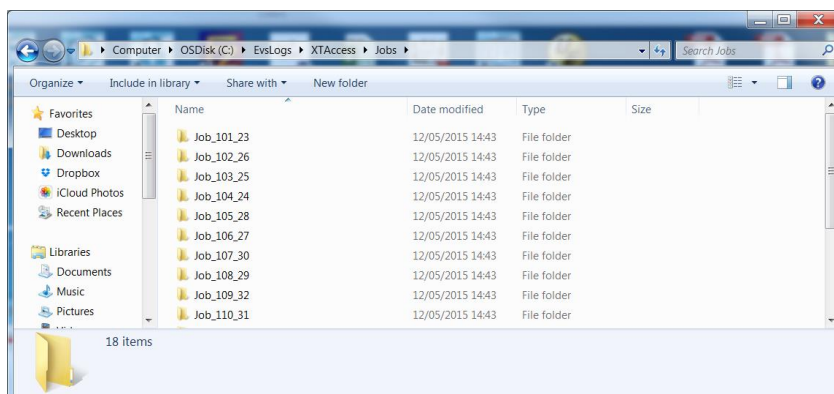 Computer OSDisk (C:) EvsLogs XTAccess Jobs Search Jobs
Organize Include in library Share with New folder
Favorites
Desktop
Downloads
Dropbox
iCloud Photos
Recent Places
Libraries
Documents
Music
Pictures
Name Date modified Type Size
Job_101_23 12/05/2015 14:43 File folder
Job_102_26 12/05/2015 14:43 File folder
Job_103_25 12/05/2015 14:43 File folder
Job_104_24 12/05/2015 14:43 File folder
Job_105_28 12/05/2015 14:43 File folder
Job_106_27 12/05/2015 14:43 File folder
Job_107_30 12/05/2015 14:43 File folder
Job_108_29 12/05/2015 14:43 File folder
Job_109_32 12/05/2015 14:43 File folder
Job_110_31 12/05/2015 14:43 File folder
18 items